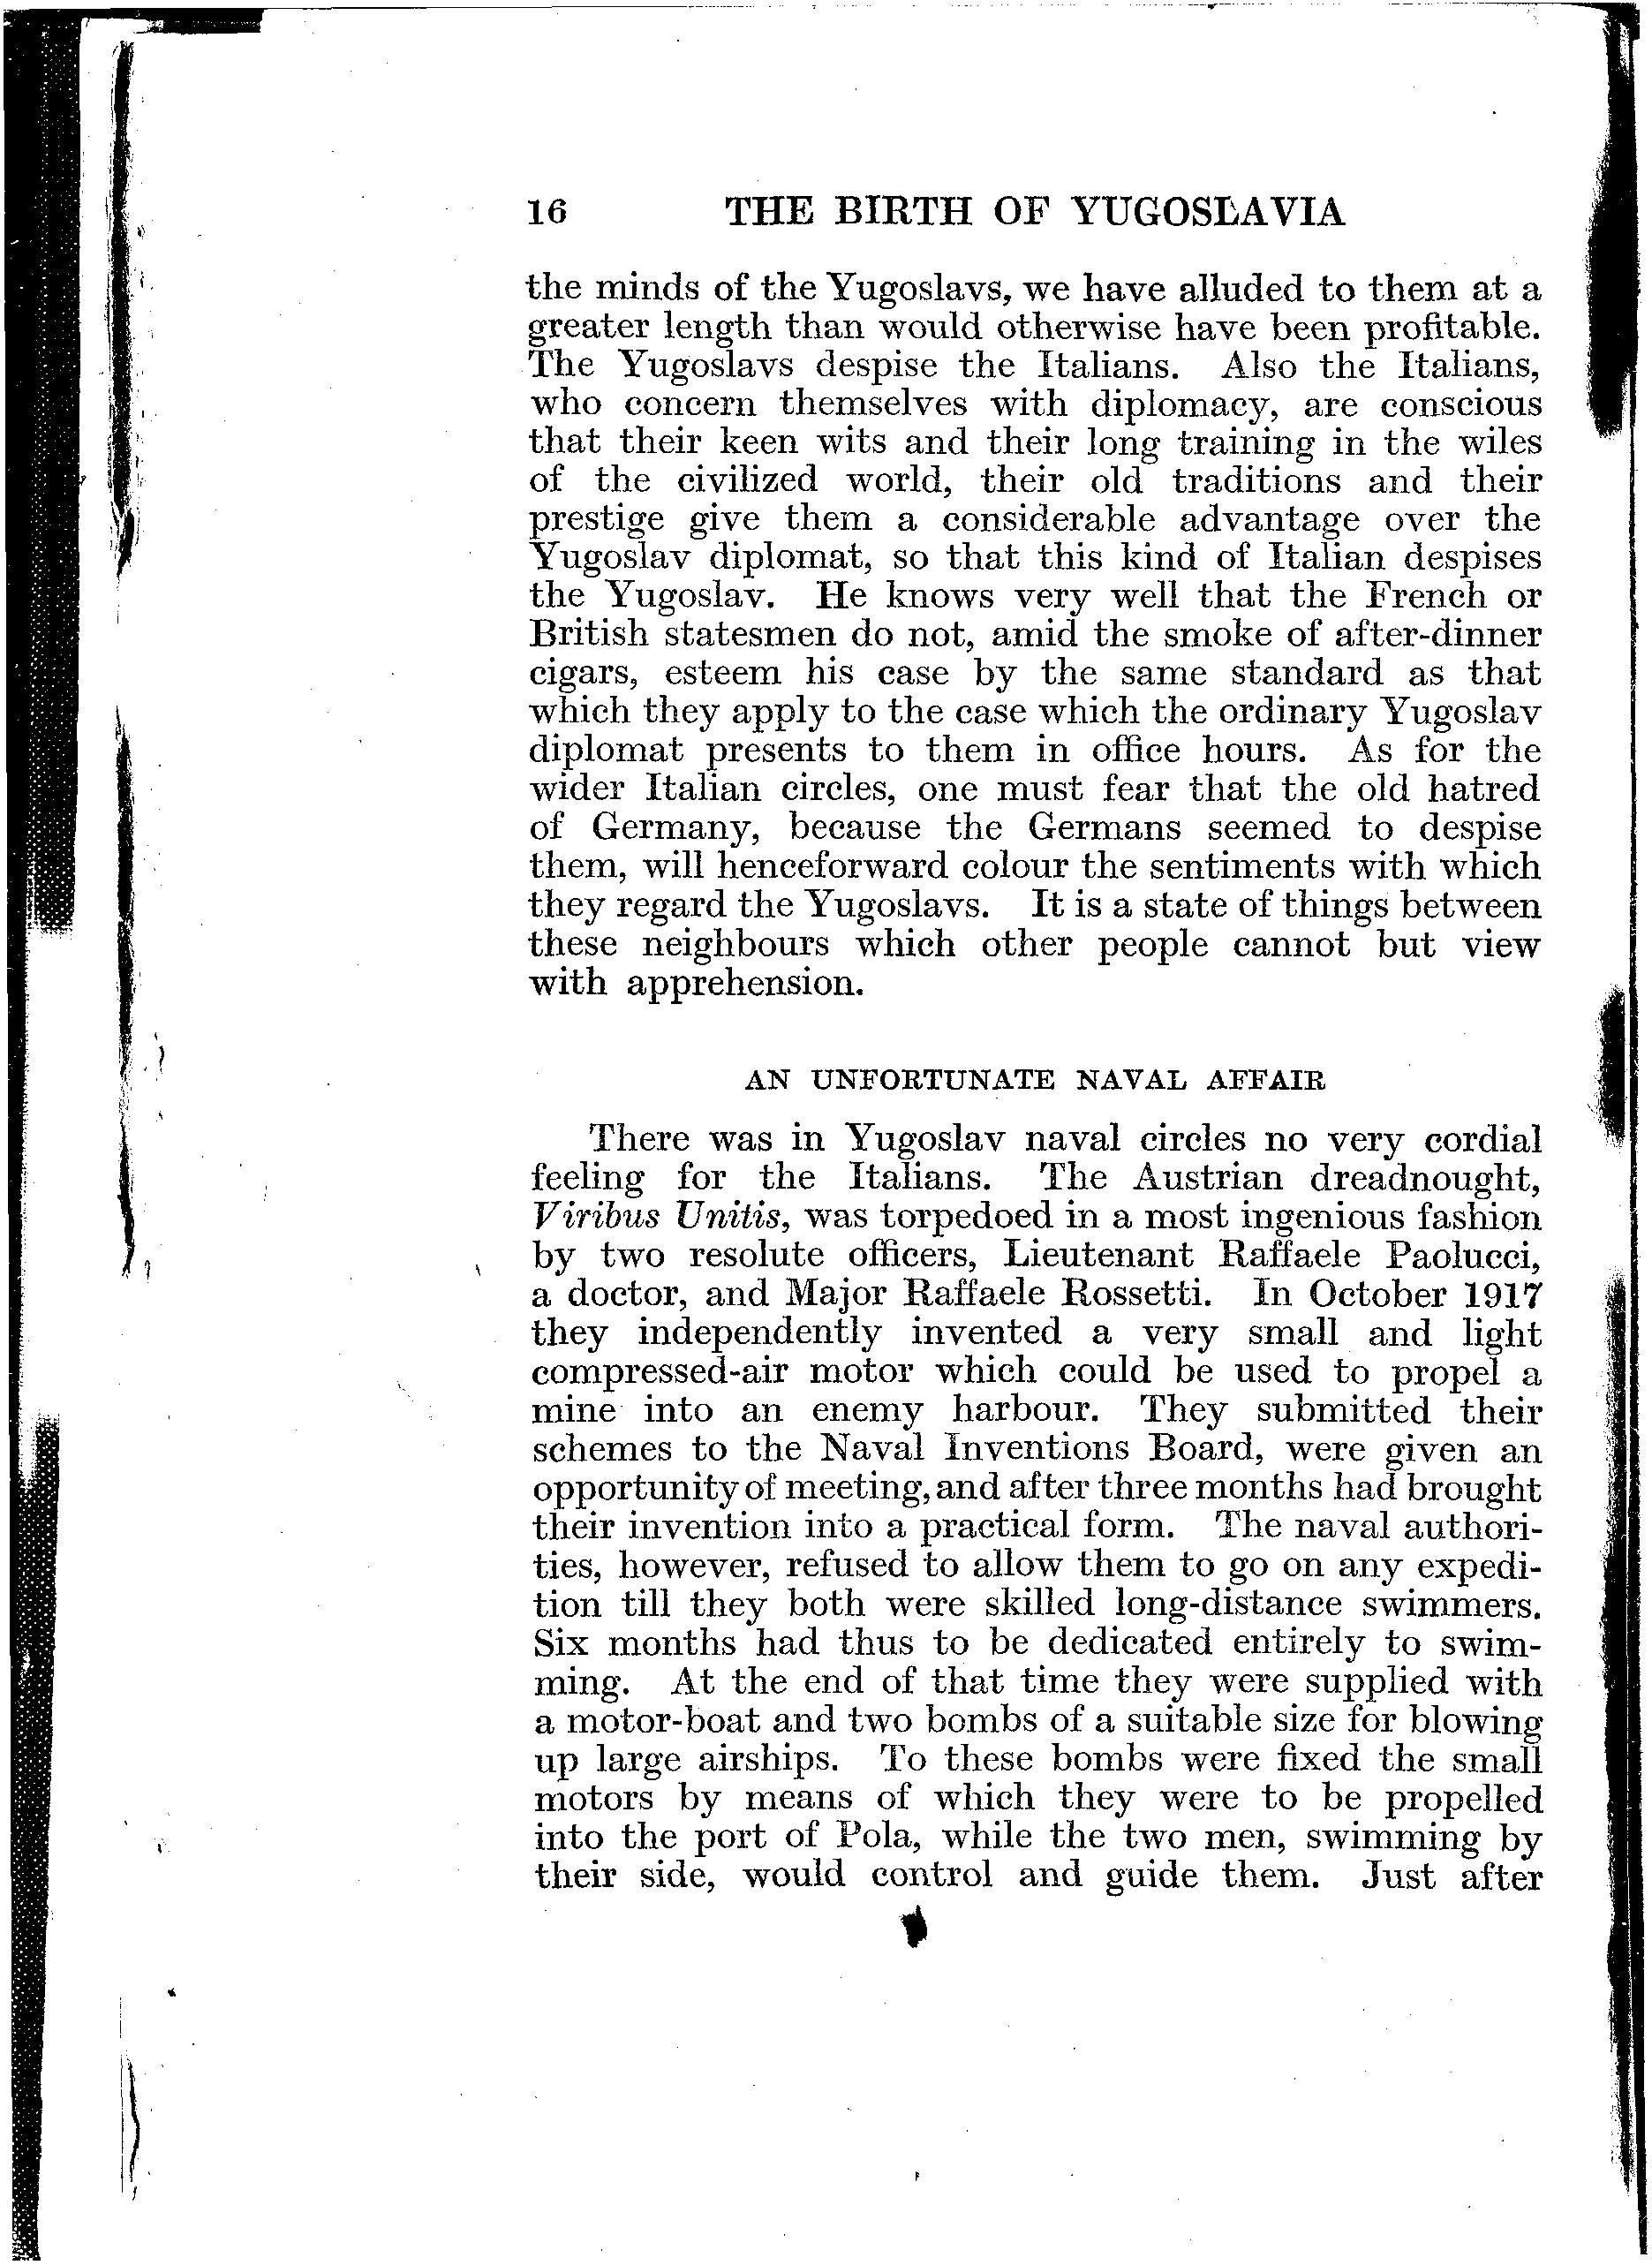 16 THE BIRTH OF YUGOSLAVIA
the minds of the Yugoslavs, we have alluded to them at a
greater length than would otherwise have been profitable.
The Yugoslavs despise the Italians. Also the Italians,
who concern themselves with diplomacy, are conscious
that their keen wits and their long training in the wiles
of the civilized world, their old traditions and their
prestige give them a considerable advantage over the
Yugoslav diplomat, so that this kind of Italian despises
the Yugoslav. He knows very well that the French or
British statesmen do not, amid the smoke of after-dinner
cigars, esteem his case by the same standard as that
which they apply to the case which the ordinary Yugoslav
diplomat presents to them in office hours. As for the
wider Italian circles, one must fear that the old hatred
of Germany, because the Germans seemed to despise
them, will henceforward colour the sentiments with which
they regard the Yugoslavs. It is a state of things between
these neighbours which other people cannot but view
with apprehension.
AN UNFORTUNATE NAVAL AFFAIR
There was in Yugoslav naval circles no very cordial
feeling for the Italians. The Austrian dreadnought,
Viribus Unitis, was torpedoed in a most ingenious fashion
by two resolute officers, Lieutenant Raffaele Paolucci,
a doctor, and Major Raffaele Rossetti. In October 1917
they independently invented a very small and light
compressed-air motor which could be used to propel a
mine into an enemy harbour. They submitted their
schemes to the Naval Inventions Board, were given an
opportunity of meeting, and after three months had brought
their invention into a practical form. The naval authori-
ties, however, refused to allow them to go on any expedi-
tion till they both were skilled long-distance swimmers.
Six months had thus to be dedicated entirely to swim-
ming. At the end of that time they were supplied with
a motor-boat and two bombs of a suitable size for blowing
up large airships. To these bombs were fixed the small
motors by means of which they were to be propelled
into the port of Pola, while the two men, swimming by
their side, would control and guide them. Just after